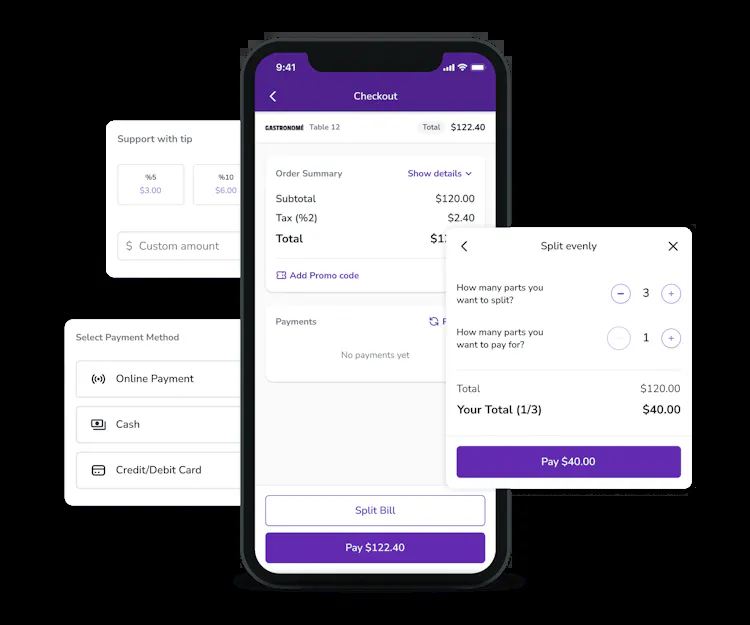 9:41
Checkout
GASTRONOMÉ Table 12 Total $122.40
Order Summary Show details
Subtotal $120.00
Tax (%2) $2.40
Total
Add Promo code
Payments
No payments yet
Split Bill
Pay $122.40
Support with tip
%5 %10
$3.00 $6.00
$ Custom amount
Select Payment Method
Online Payment
Cash
Credit/Debit Card
Split evenly
How many parts you
want to split? 3
How many parts you
want to pay for? 1
Total $120.00
Your Total (1/3) $40.00
Pay $40.00